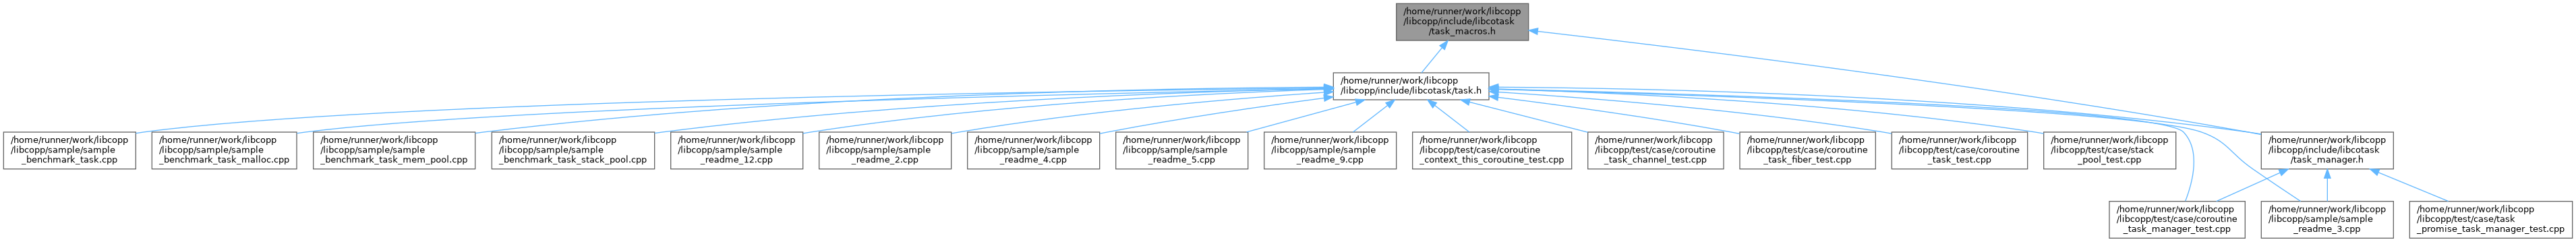 /home/runner/work/libcopp
/libcopp/include/libcotask
/task_macros.h
/home/runner/work/libcopp
/libcopp/include/libcotask/task.h
/home/runner/work/libcopp
/libcopp/sample/sample
_benchmark_task.cpp
/home/runner/work/libcopp
/libcopp/sample/sample
_benchmark_task_malloc.cpp
/home/runner/work/libcopp
/libcopp/sample/sample
_benchmark_task_mem_pool.cpp
/home/runner/work/libcopp
/libcopp/sample/sample
_benchmark_task_stack_pool.cpp
/home/runner/work/libcopp
/libcopp/sample/sample
_readme_12.cpp
/home/runner/work/libcopp
/libcopp/sample/sample
_readme_2.cpp
/home/runner/work/libcopp
/libcopp/sample/sample
_readme_4.cpp
/home/runner/work/libcopp
/libcopp/sample/sample
_readme_5.cpp
/home/runner/work/libcopp
/libcopp/sample/sample
_readme_9.cpp
/home/runner/work/libcopp
/libcopp/test/case/coroutine
_context_this_coroutine_test.cpp
/home/runner/work/libcopp
/libcopp/test/case/coroutine
_task_channel_test.cpp
/home/runner/work/libcopp
/libcopp/test/case/coroutine
_task_fiber_test.cpp
/home/runner/work/libcopp
/libcopp/test/case/coroutine
_task_test.cpp
/home/runner/work/libcopp
/libcopp/test/case/stack
_pool_test.cpp
/home/runner/work/libcopp
/libcopp/include/libcotask
/task_manager.h
/home/runner/work/libcopp
/libcopp/test/case/coroutine
_task_manager_test.cpp
/home/runner/work/libcopp
/libcopp/sample/sample
_readme_3.cpp
/home/runner/work/libcopp
/libcopp/test/case/task
_promise_task_manager_test.cpp